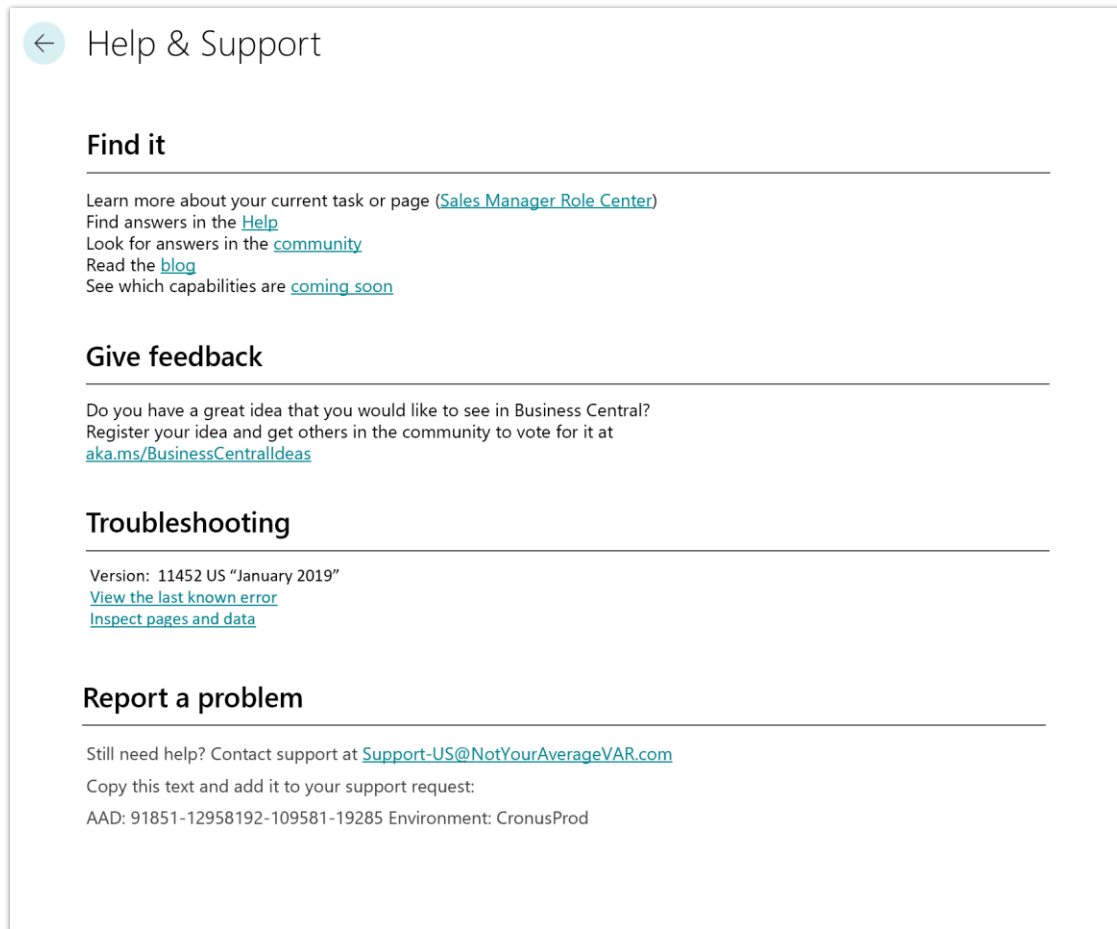 Help & Support
Find it
Learn more about your current task or page (Sales Manager Role Center)
Find answers in the Help
Look for answers in the community
Read the blog
See which capabilities are coming soon
Give feedback
Do you have a great idea that you would like to see in Business Central?
Register your idea and get others in the community to vote for it at
aka.ms/BusinessCentralIdeas
Troubleshooting
Version: 11452 US “January 2019”
View the last known error
Inspect pages and data
Report a problem
Still need help? Contact support at Support-US@NotYourAverageVAR.com
Copy this text and add it to your support request:
AAD: 91851-12958192-109581-19285 Environment: CronusProd